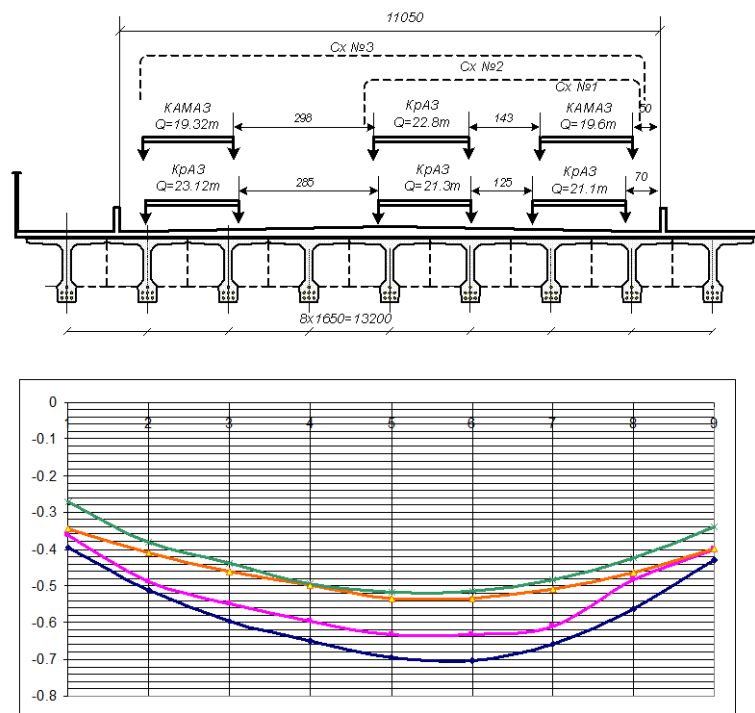 11050
Сх №3
Сх №2
Сх №1
КАМАЗ
Q=19.32т
298
КрАЗ
Q=22.8т
143
КАМАЗ
Q=19.6т
50
КрАЗ
Q=23.12т
285
КрАЗ
Q=21.3т
125
КрАЗ
Q=21.1т
70
8x1650=13200
0
1 2 3 4 5 6 7 8 9
-0.1
-0.2
-0.3
-0.4
-0.5
-0.6
-0.7
-0.8